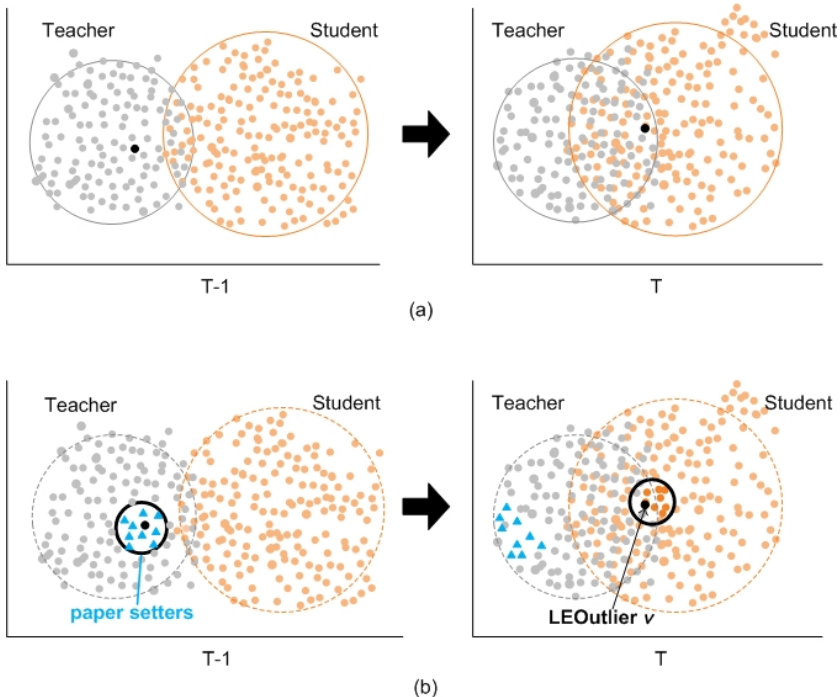 Teacher
Student
Teacher
Student
T-1
T
(a)
Teacher
Student
Teacher
Student
paper setters
LEOutlier v
T-1
T
(b)